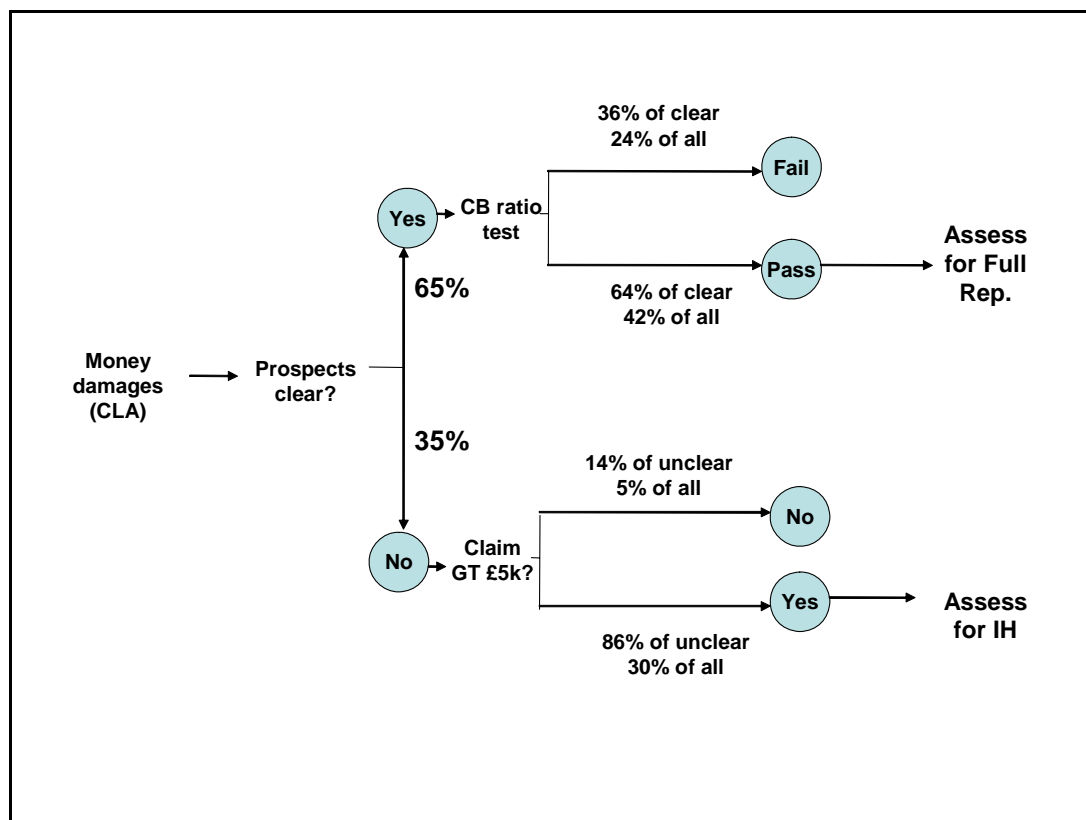 36% of clear
24% of all
Fail
Yes
CB ratio
test
Pass
Assess
for Full
Rep.
64% of clear
42% of all
65%
Money
damages
(CLA)
Prospects
clear?
35%
14% of unclear
5% of all
No
No
Claim
GT £5k?
Yes
Assess
for IH
86% of unclear
30% of all